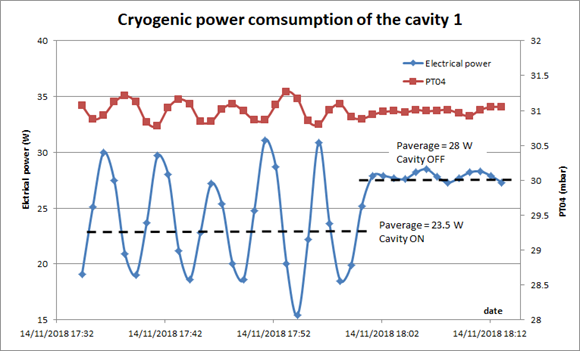 Cryogenic power comsumption of the cavity 1
40
35
30
25
20
15
Elctrical power (W)
32
31.5
31
30.5
30
29.5
29
28.5
28
PT04 (mbar)
Electrical power
PT04
Paverage = 28 W
Cavity OFF
Paverage = 23.5 W
Cavity ON
date
14/11/2018 17:32
14/11/2018 17:42
14/11/2018 17:52
14/11/2018 18:02
14/11/2018 18:12